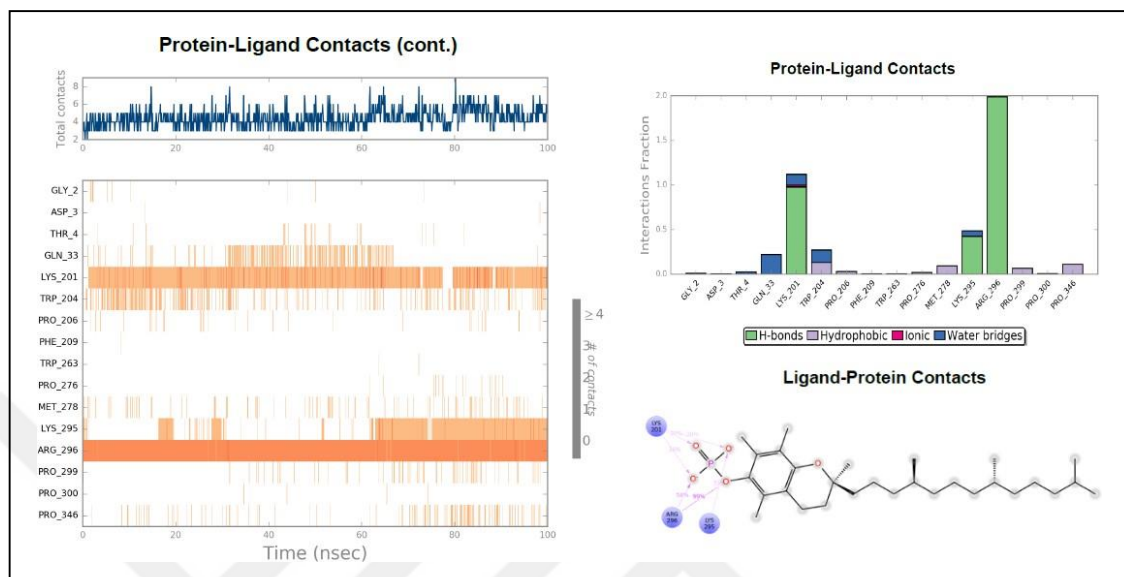 Protein-Ligand Contacts (cont.)
Total contacts
8
6
4
2
0 20 40 60 80 100
GLY_2
ASP_3
THR_4
GLN_33
LYS_201
TRP_204
PRO_206
PHE_209
TRP_263
PRO_276
MET_278
LYS_295
ARG_296
PRO_299
PRO_300
PRO_346
0 20 40 60 80 100
Time (nsec)
≥4
3
2
1
0
# of contacts
Protein-Ligand Contacts
Interactions Fraction
2.0
1.5
1.0
0.5
0.0
GLY_2 ASP_3 THR_4 GLN_33 LYS_201 TRP_204 PRO_206 PHE_209 TRP_263 PRO_276 MET_278 LYS_295 ARG_296 PRO_299 PRO_300 PRO_346
H-bonds Hydrophobic Ionic Water bridges
Ligand-Protein Contacts
LYS
201
O
O
P
O
O
O
99%
ARG
296
LYS
295